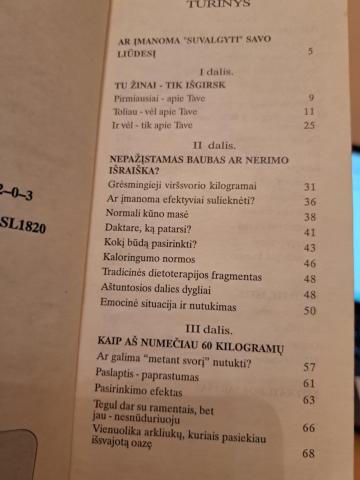 TURINYS
AR ĮMANOMA "SUVALGYTI" SAVO
LIŪDESĮ 5
I dalis.
TU ŽINAI - TIK IŠGIRSK
Pirmiausiai - apie Tave 9
Toliau - vėl apie Tave 11
Ir vėl - tik apie Tave 25
II dalis.
NEPAŽĮSTAMAS BAUBAS AR NERIMO
IŠRAIŠKA?
Grėsmingieji viršsvorio kilogramai 31
Ar įmanoma efektyviai sulieknėti? 36
Normali kūno masė 38
Daktare, ką patarsi? 41
Kokį būdą pasirinkti? 43
Kaloringumo normos 46
Tradicinės dietoterapijos fragmentas 48
Aštuntosios dalies dygliai 48
Emocinė situacija ir nutukimas 50
III dalis.
KAIP AŠ NUMEČIAU 60 KILOGRAMŲ
Ar galima "metant svorį" nutukti? 57
Paslaptis - paprastumas 61
Pasirinkimo efektas 63
Tegul dar su ramentais, bet
jau - nesnūduriuoju 66
Vienuolika arkliukų, kuriais pasiekiau
išsvajotą oazę 68
2-0-3
SL1820